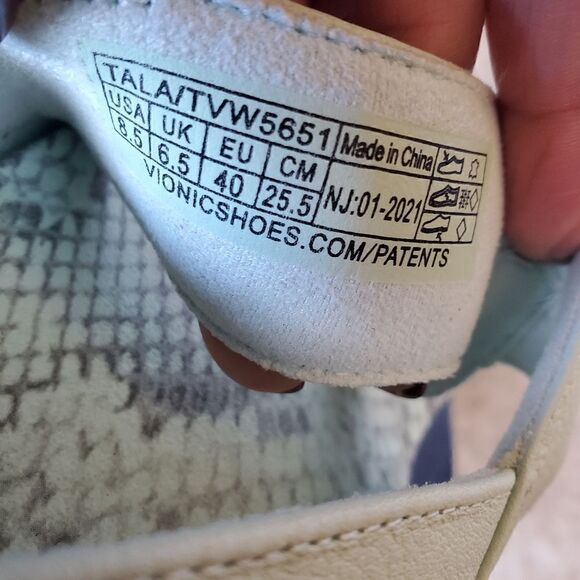 TALA/TVW5651 Made in China
USA UK EU CM
8.5 6.5 40 25.5 NJ:01-2021
VIONICSHOES.COM/PATENTS